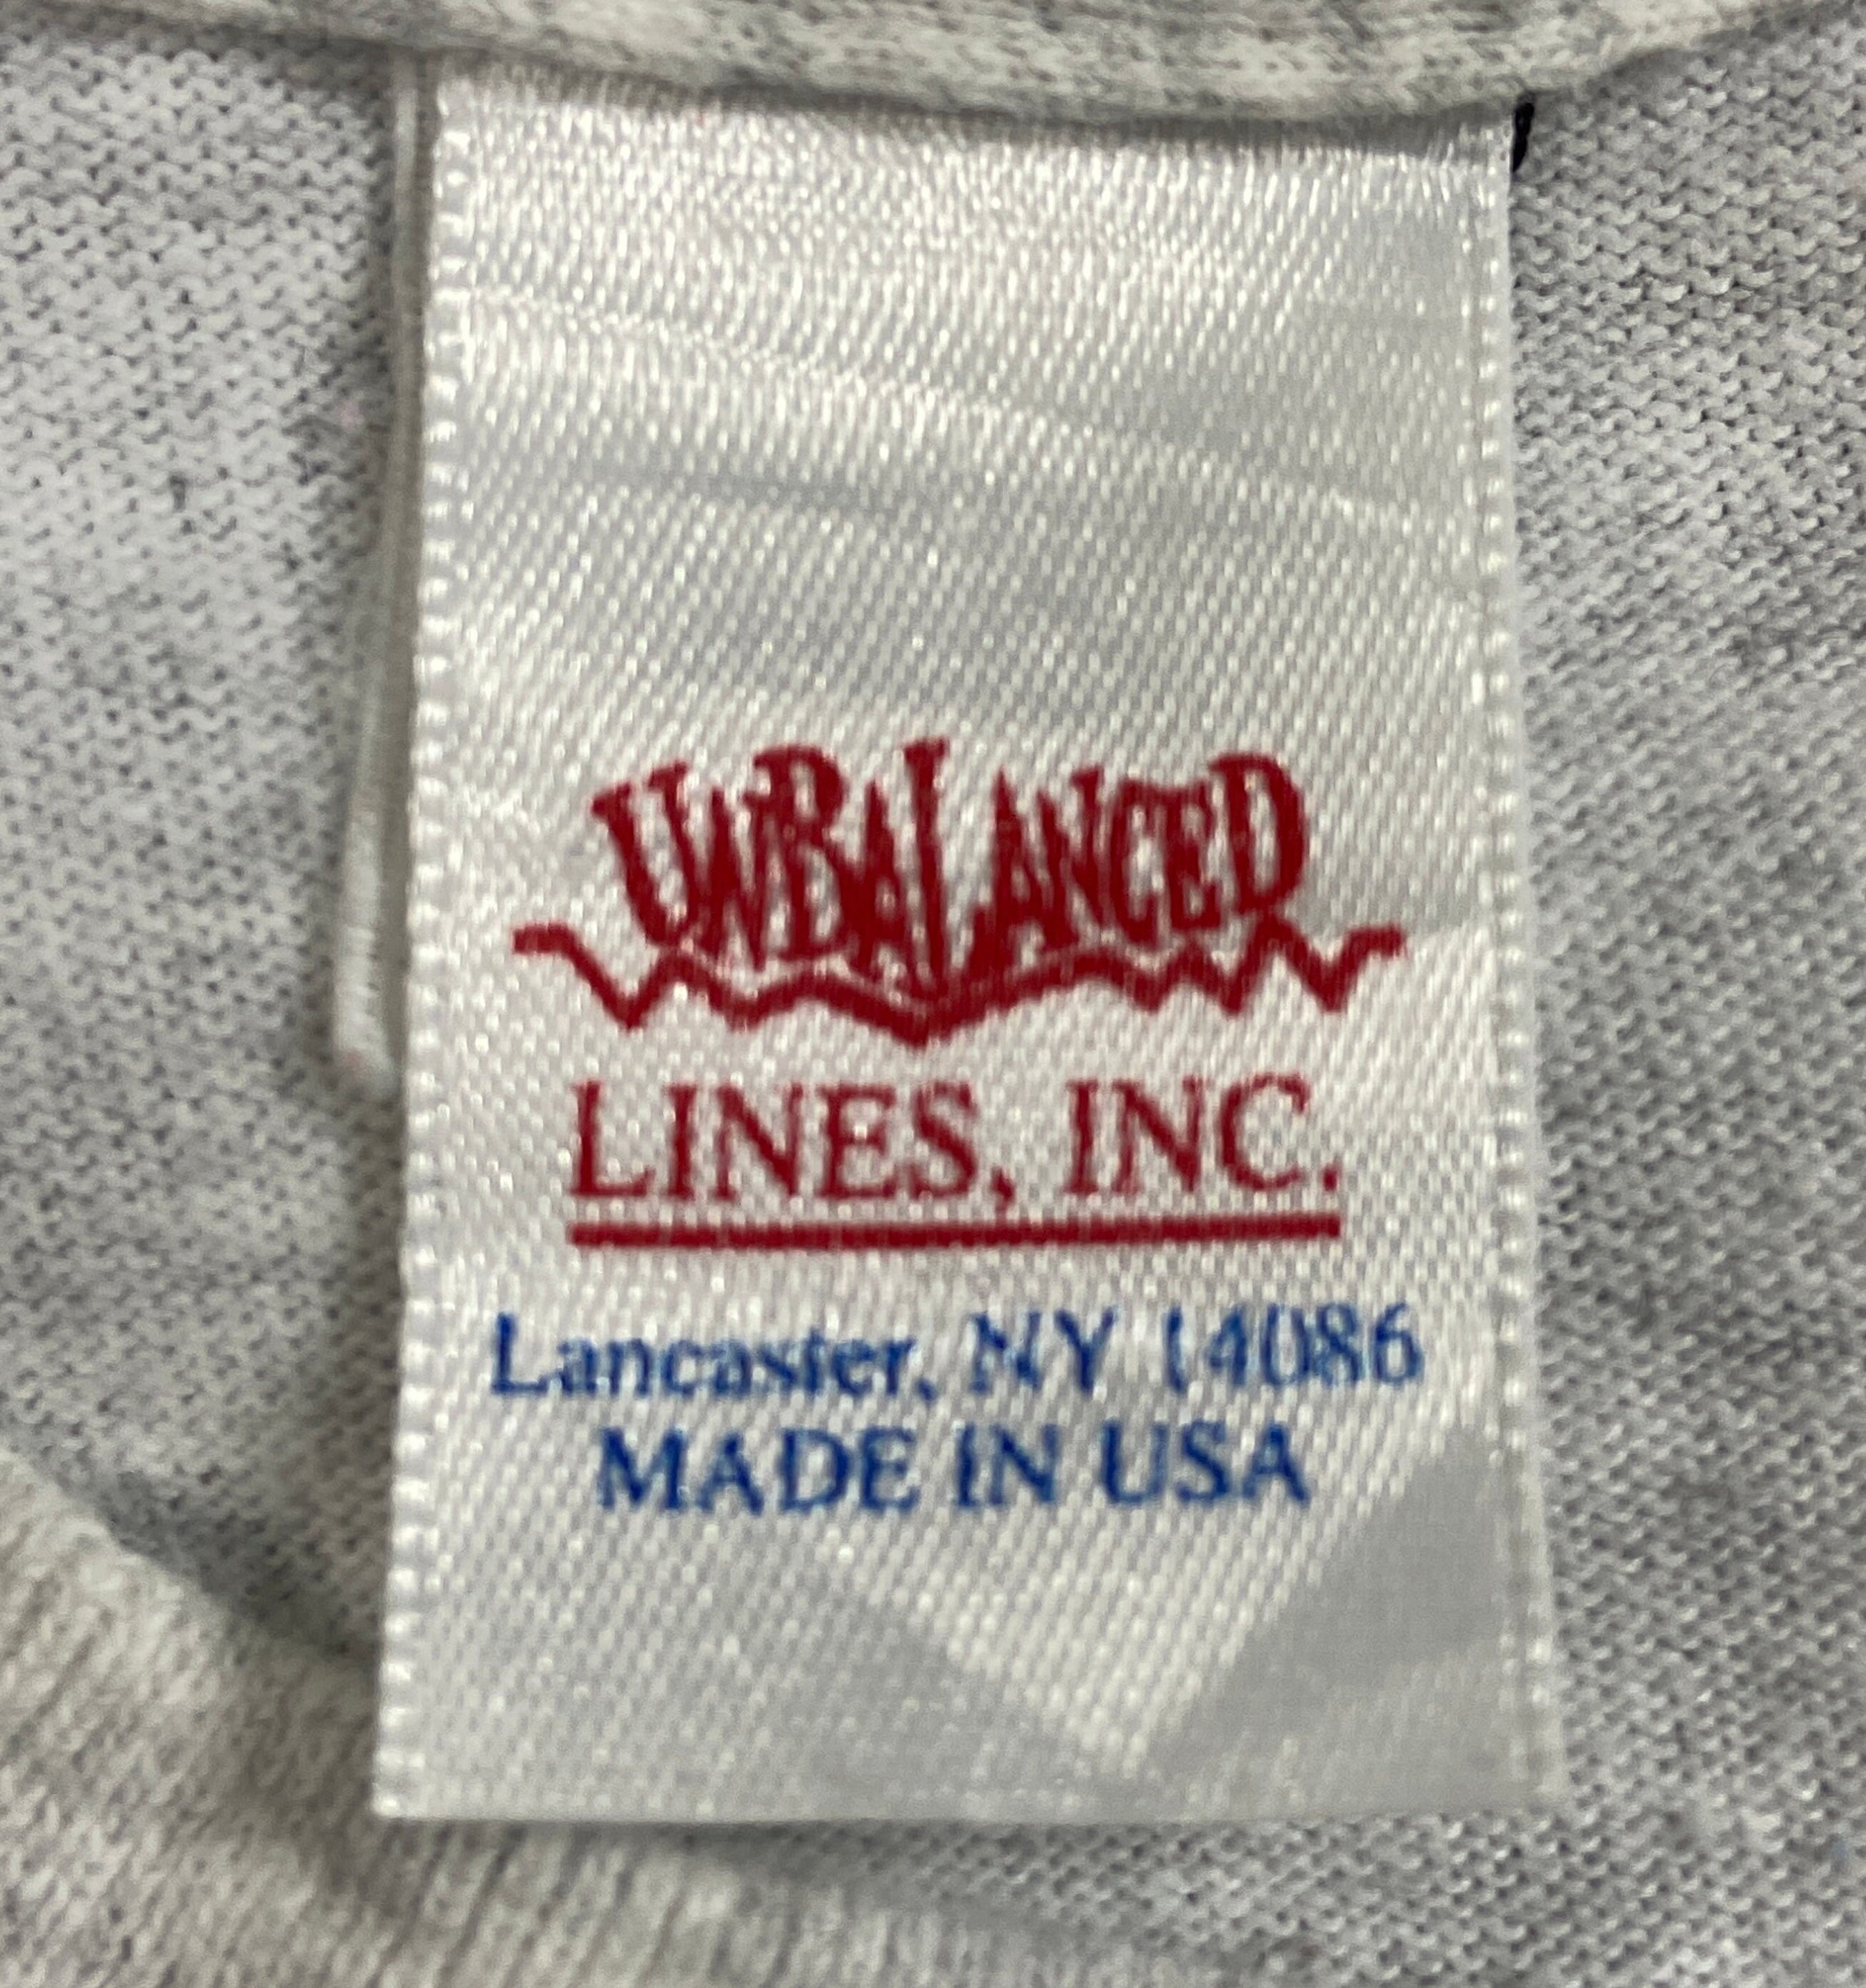 UNBALANCED
LINES, INC.
Lancaster, NY 14086
MADE IN USA